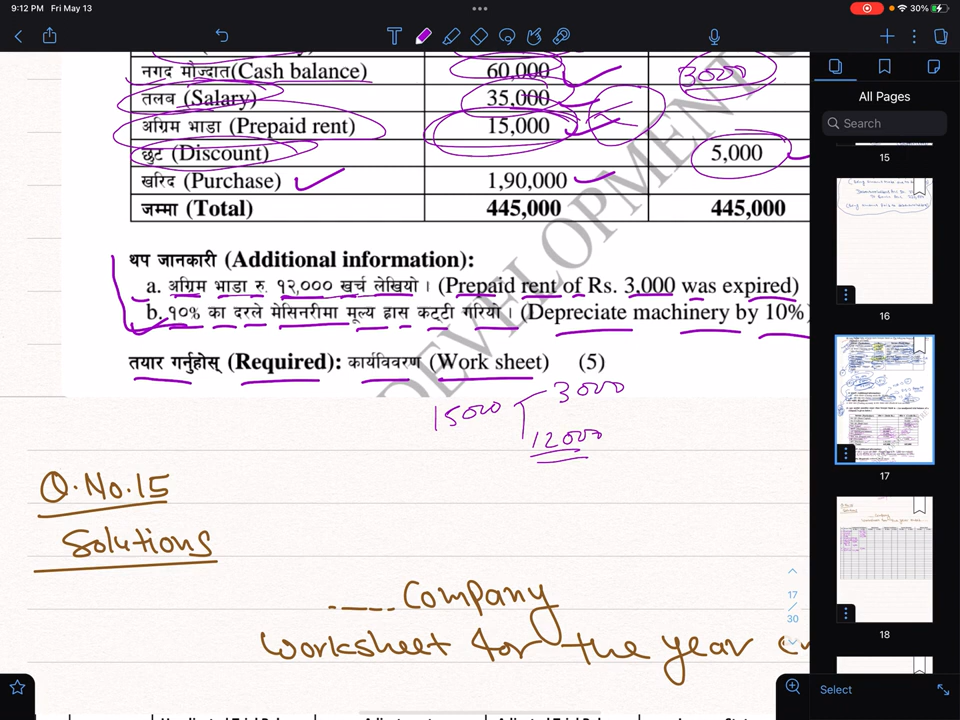 9:12 PM Fri May 13
30%
नगद मौज्दात(Cash balance) 60,000 3000
तलब (Salary) 35,000
अग्रिम भाडा (Prepaid rent) 15,000
छुट (Discount) 5,000
खरिद (Purchase) 1,90,000
जम्मा (Total) 445,000 445,000
DEVELOPMENT
थप जानकारी (Additional information):
a. अग्रिम भाडा रु. १२,००० खर्च लेखियो । (Prepaid rent of Rs. 3,000 was expired)
b. १०% का दरले मेसिनरीमा मूल्य ह्रास कट्टी गरियो । (Depreciate machinery by 10%)
तयार गर्नुहोस् (Required): कार्यविवरण (Work sheet) (5)
15000 3000
12000
Q.No.15
Solutions
.---- Company
Worksheet for the year
All Pages
Search
15
16
17
18
17
30
Select